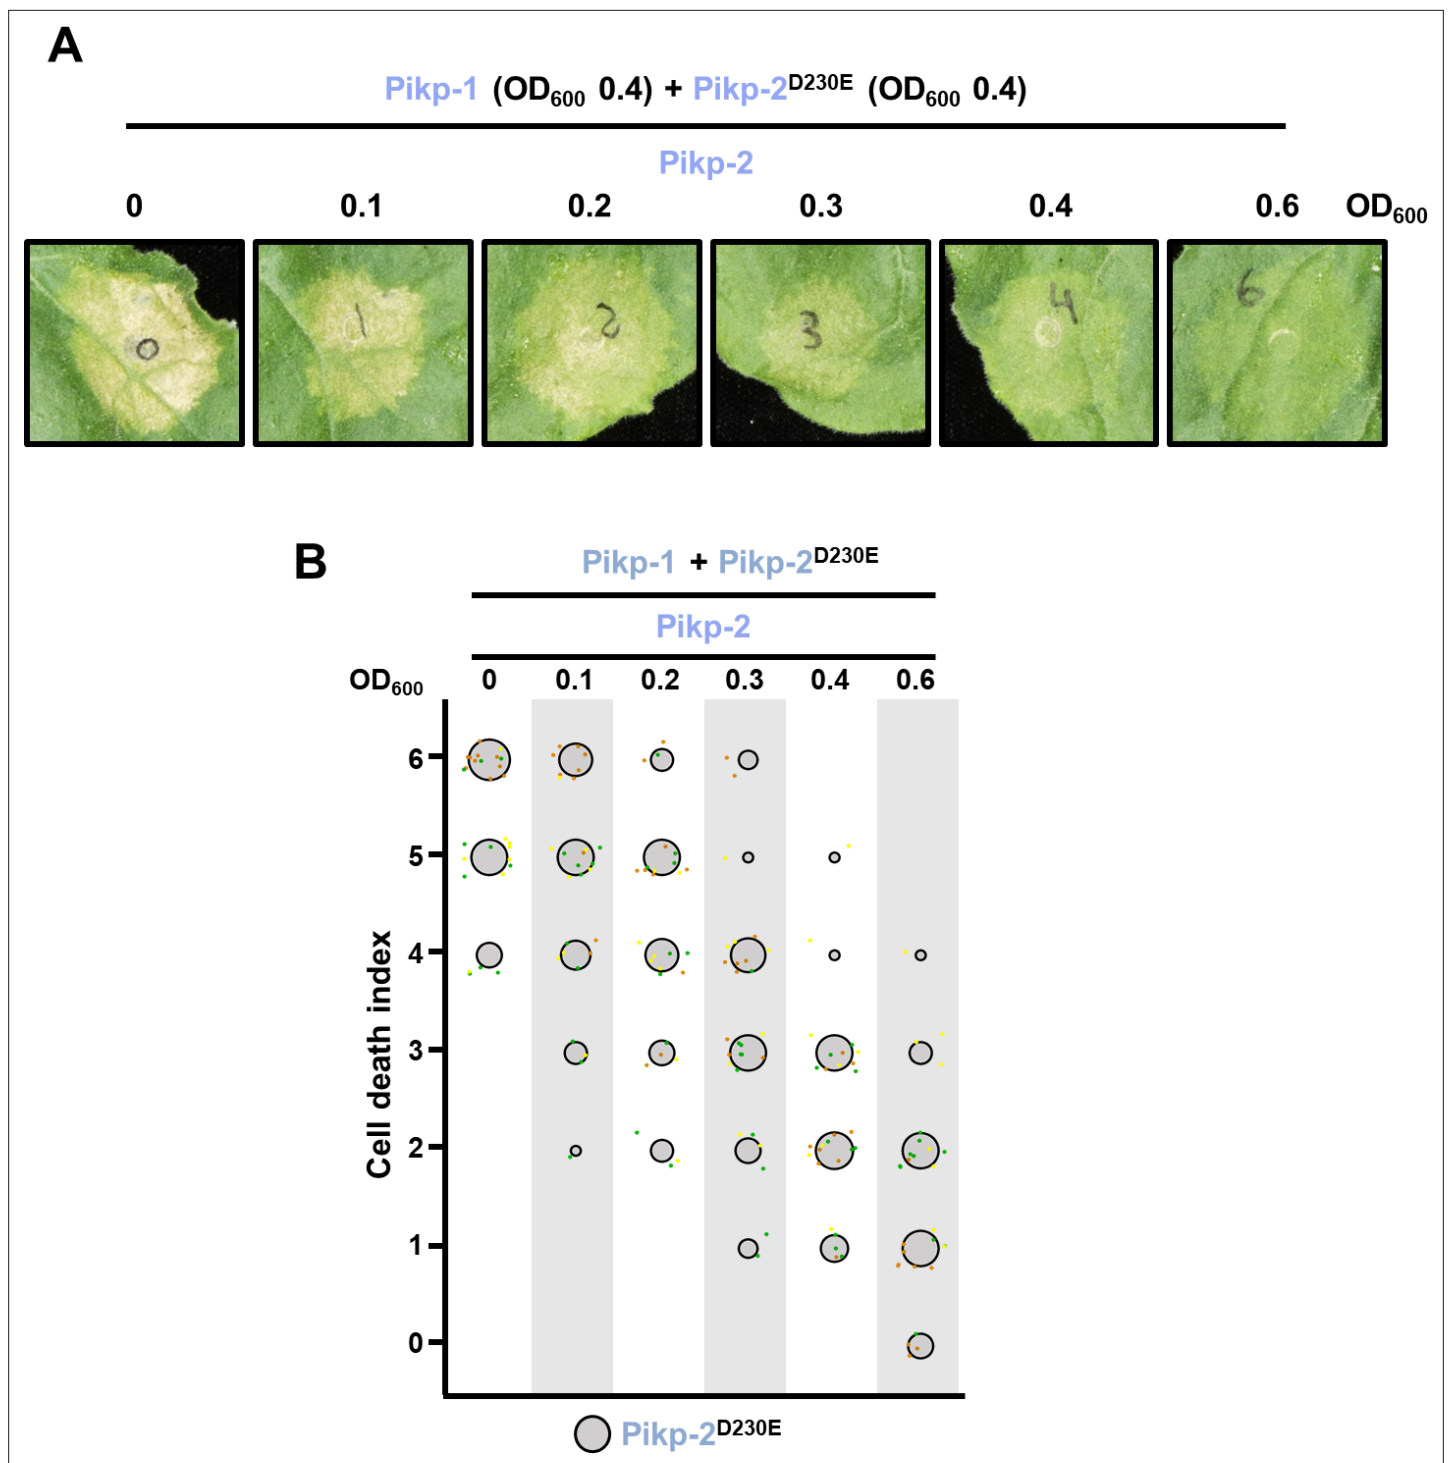 A
Pikp-1 (OD600 0.4) + Pikp-2D230E (OD600 0.4)
Pikp-2
0 0.1 0.2 0.3 0.4 0.6 OD600
0 1 2 3 4 6
B
Pikp-1 + Pikp-2D230E
Pikp-2
OD600 0 0.1 0.2 0.3 0.4 0.6
Cell death index
6
5
4
3
2
1
0
Pikp-2D230E